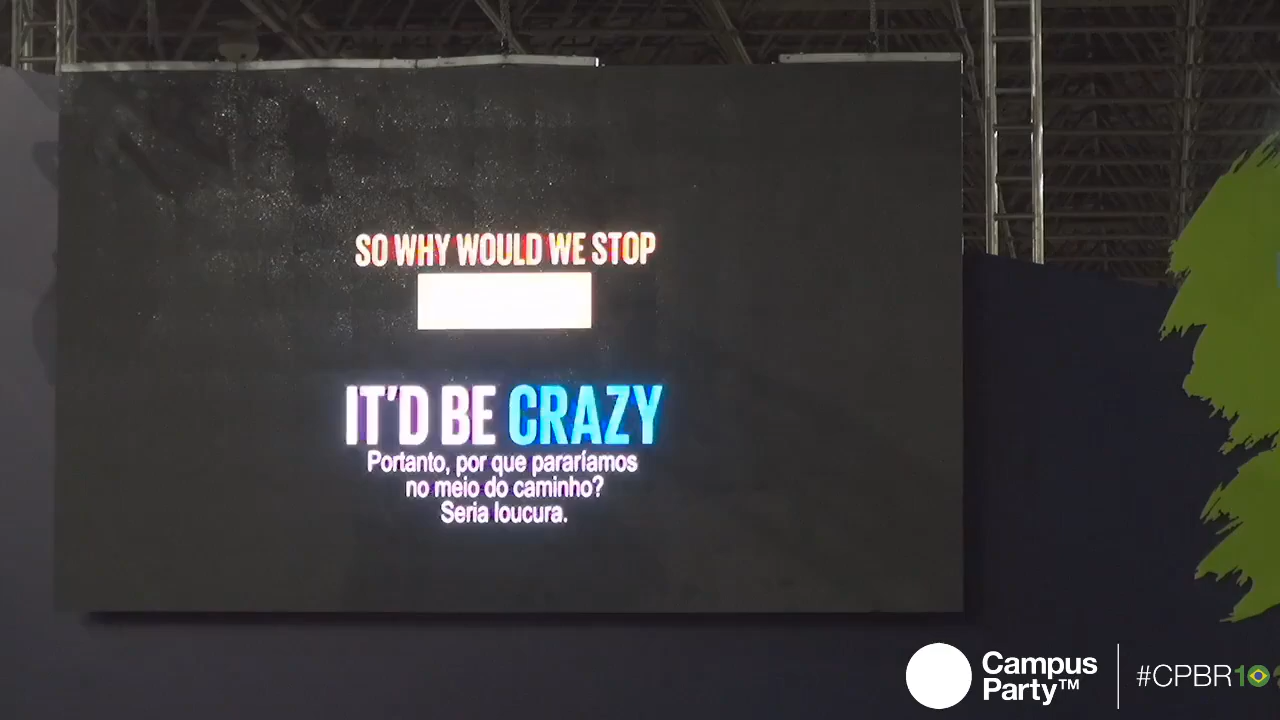 SO WHY WOULD WE STOP
IT'D BE CRAZY
Portanto, por que pararíamos
no meio do caminho?
Seria loucura.
Campus
Party™
#CPBR10